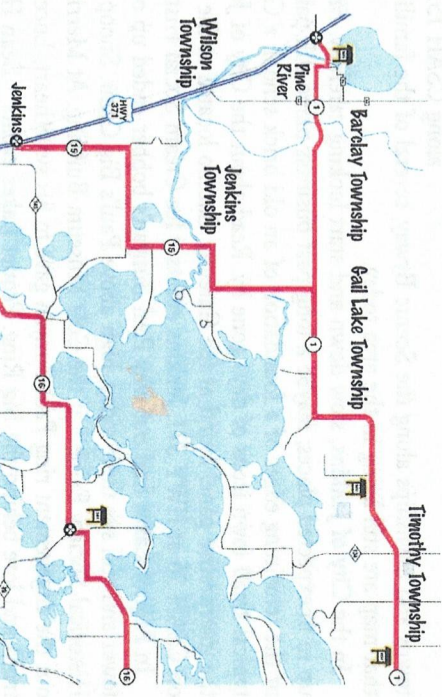 Timothy Township
1
Barclay Township
Gail Lake Township
1
1
Pine
River
Jenkins
Township
Wilson
Township
15
16
HWY
371
15
16
Jenkins